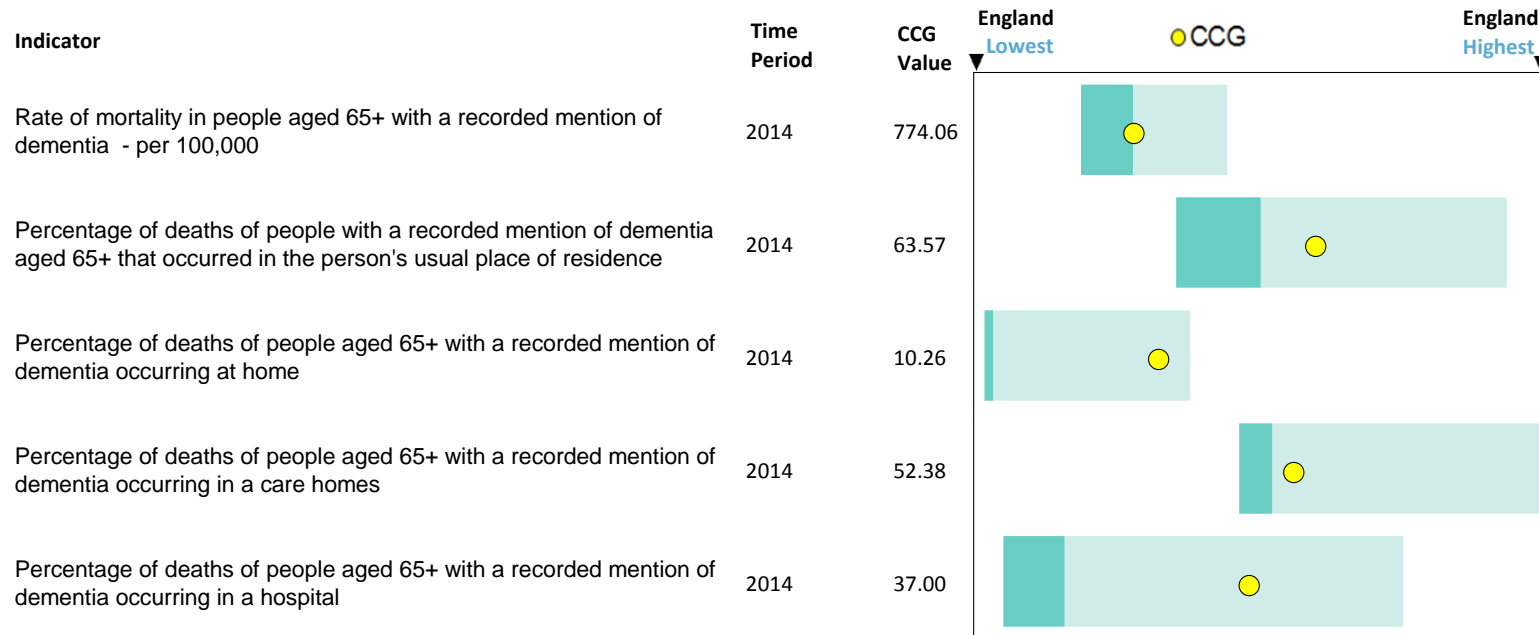 Indicator
Time
Period
CCG
Value
England
Lowest
CCG
England
Highest
Rate of mortality in people aged 65+ with a recorded mention of
dementia  - per 100,000
2014
774.06
Percentage of deaths of people with a recorded mention of dementia
aged 65+ that occurred in the person's usual place of residence
2014
63.57
Percentage of deaths of people aged 65+ with a recorded mention of
dementia occurring at home
2014
10.26
Percentage of deaths of people aged 65+ with a recorded mention of
dementia occurring in a care homes
2014
52.38
Percentage of deaths of people aged 65+ with a recorded mention of
dementia occurring in a hospital
2014
37.00